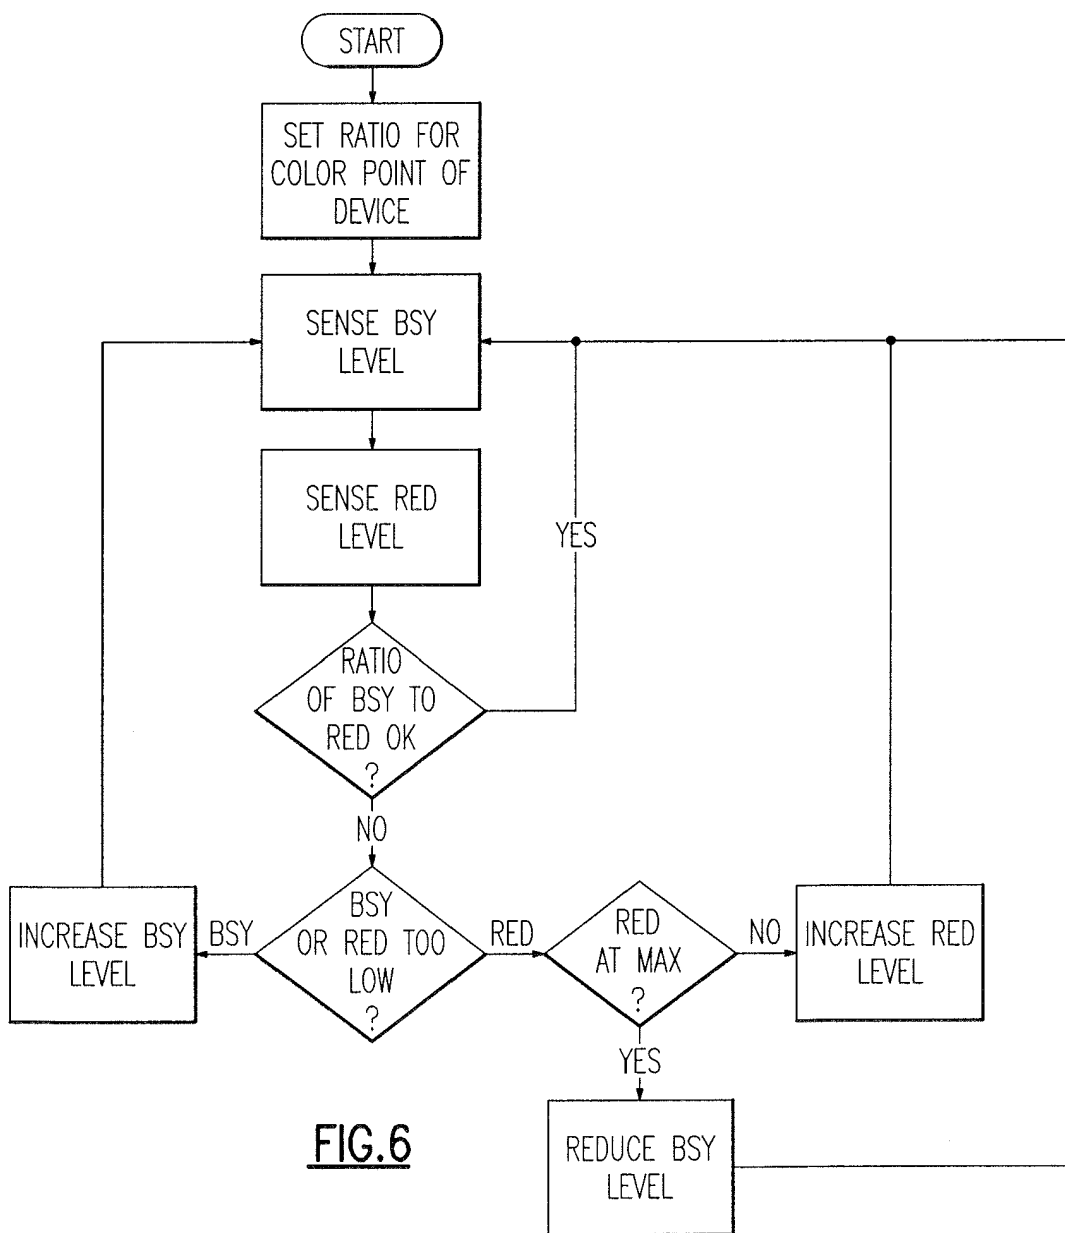 START
SET RATIO FOR
COLOR POINT OF
DEVICE
SENSE BSY
LEVEL
SENSE RED
LEVEL
YES
RATIO
OF BSY TO
RED OK
?
NO
INCREASE BSY
LEVEL
BSY
BSY
OR RED TOO
LOW
?
RED
RED
AT MAX
?
NO
INCREASE RED
LEVEL
YES
REDUCE BSY
LEVEL
FIG.6